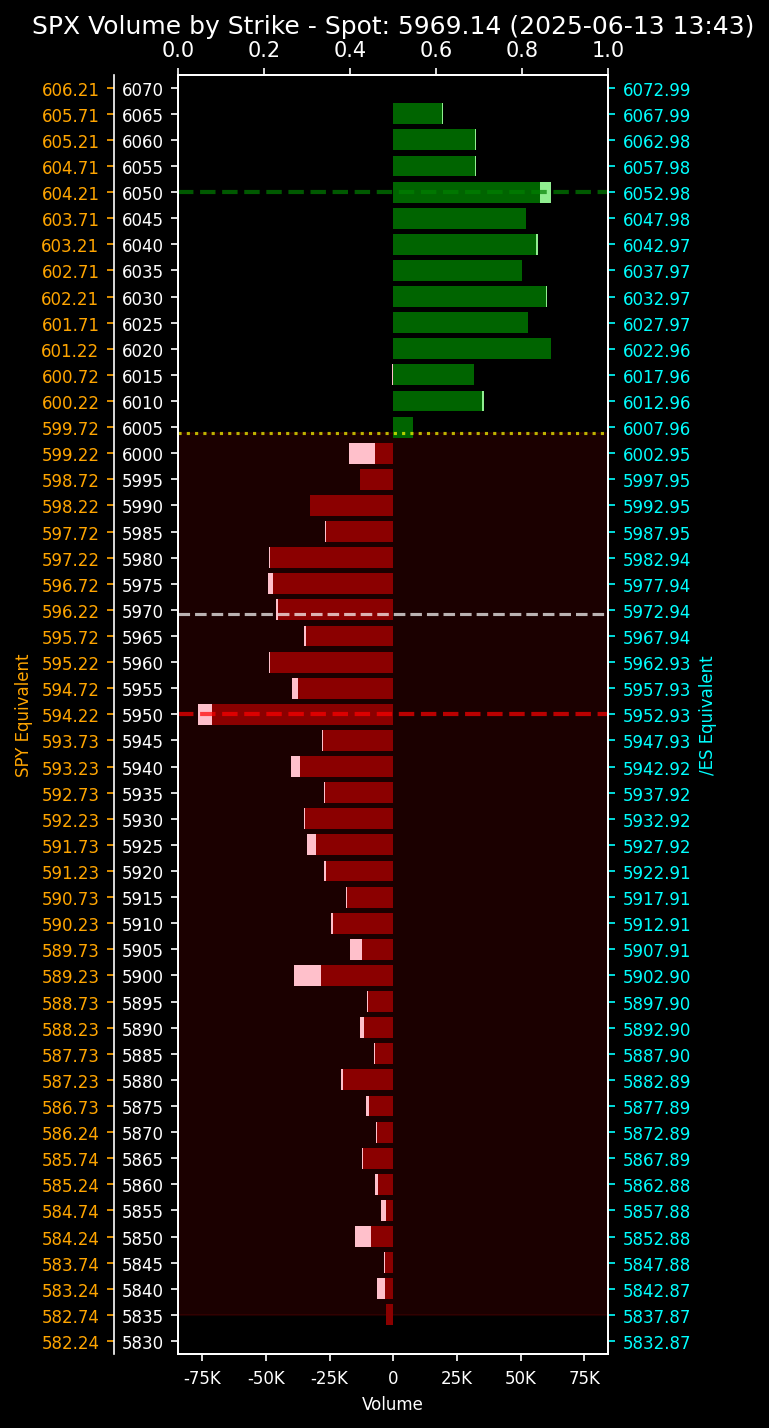 SPX Volume by Strike - Spot: 5969.14 (2025-06-13 13:43)
0.0 0.2 0.4 0.6 0.8 1.0
606.21 6070 6072.99
605.71 6065 6067.99
605.21 6060 6062.98
604.71 6055 6057.98
604.21 6050 6052.98
603.71 6045 6047.98
603.21 6040 6042.97
602.71 6035 6037.97
602.21 6030 6032.97
601.71 6025 6027.97
601.22 6020 6022.96
600.72 6015 6017.96
600.22 6010 6012.96
599.72 6005 6007.96
599.22 6000 6002.95
598.72 5995 5997.95
598.22 5990 5992.95
597.72 5985 5987.95
597.22 5980 5982.94
596.72 5975 5977.94
596.22 5970 5972.94
595.72 5965 5967.94
595.22 5960 5962.93
594.72 5955 5957.93
594.22 5950 5952.93
593.73 5945 5947.93
593.23 5940 5942.92
592.73 5935 5937.92
592.23 5930 5932.92
591.73 5925 5927.92
591.23 5920 5922.91
590.73 5915 5917.91
590.23 5910 5912.91
589.73 5905 5907.91
589.23 5900 5902.90
588.73 5895 5897.90
588.23 5890 5892.90
587.73 5885 5887.90
587.23 5880 5882.89
586.73 5875 5877.89
586.24 5870 5872.89
585.74 5865 5867.89
585.24 5860 5862.88
584.74 5855 5857.88
584.24 5850 5852.88
583.74 5845 5847.88
583.24 5840 5842.87
582.74 5835 5837.87
582.24 5830 5832.87
SPY Equivalent
/ES Equivalent
-75K -50K -25K 0 25K 50K 75K
Volume